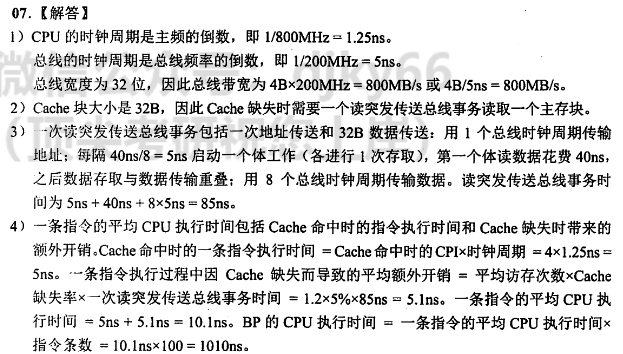 07.【解答】
1）CPU 的时钟周期是主频的倒数，即 1/800MHz = 1.25ns。
总线的时钟周期是总线频率的倒数，即 1/200MHz = 5ns。
总线宽度为 32 位，因此总线带宽为 4B×200MHz = 800MB/s 或 4B/5ns = 800MB/s。
2）Cache 块大小是 32B，因此 Cache 缺失时需要一个读突发传送总线事务读取一个主存块。
3）一次读突发传送总线事务包括一次地址传送和 32B 数据传送：用 1 个总线时钟周期传输
地址；每隔 40ns/8 = 5ns 启动一个体工作（各进行 1 次存取），第一个体读数据花费 40ns，
之后数据存取与数据传输重叠；用 8 个总线时钟周期传输数据。读突发传送总线事务时
间为 5ns + 40ns + 8×5ns = 85ns。
4）一条指令的平均 CPU 执行时间包括 Cache 命中时的指令执行时间和 Cache 缺失时带来的
额外开销。Cache 命中时的一条指令执行时间 = Cache 命中时的 CPI×时钟周期 = 4×1.25ns =
5ns。一条指令执行过程中因 Cache 缺失而导致的平均额外开销 = 平均访存次数×Cache
缺失率×一次读突发传送总线事务时间 = 1.2×5%×85ns = 5.1ns。一条指令的平均 CPU 执
行时间 = 5ns + 5.1ns = 10.1ns。BP 的 CPU 执行时间 = 一条指令的平均 CPU 执行时间×
指令条数 = 10.1ns×100 = 1010ns。